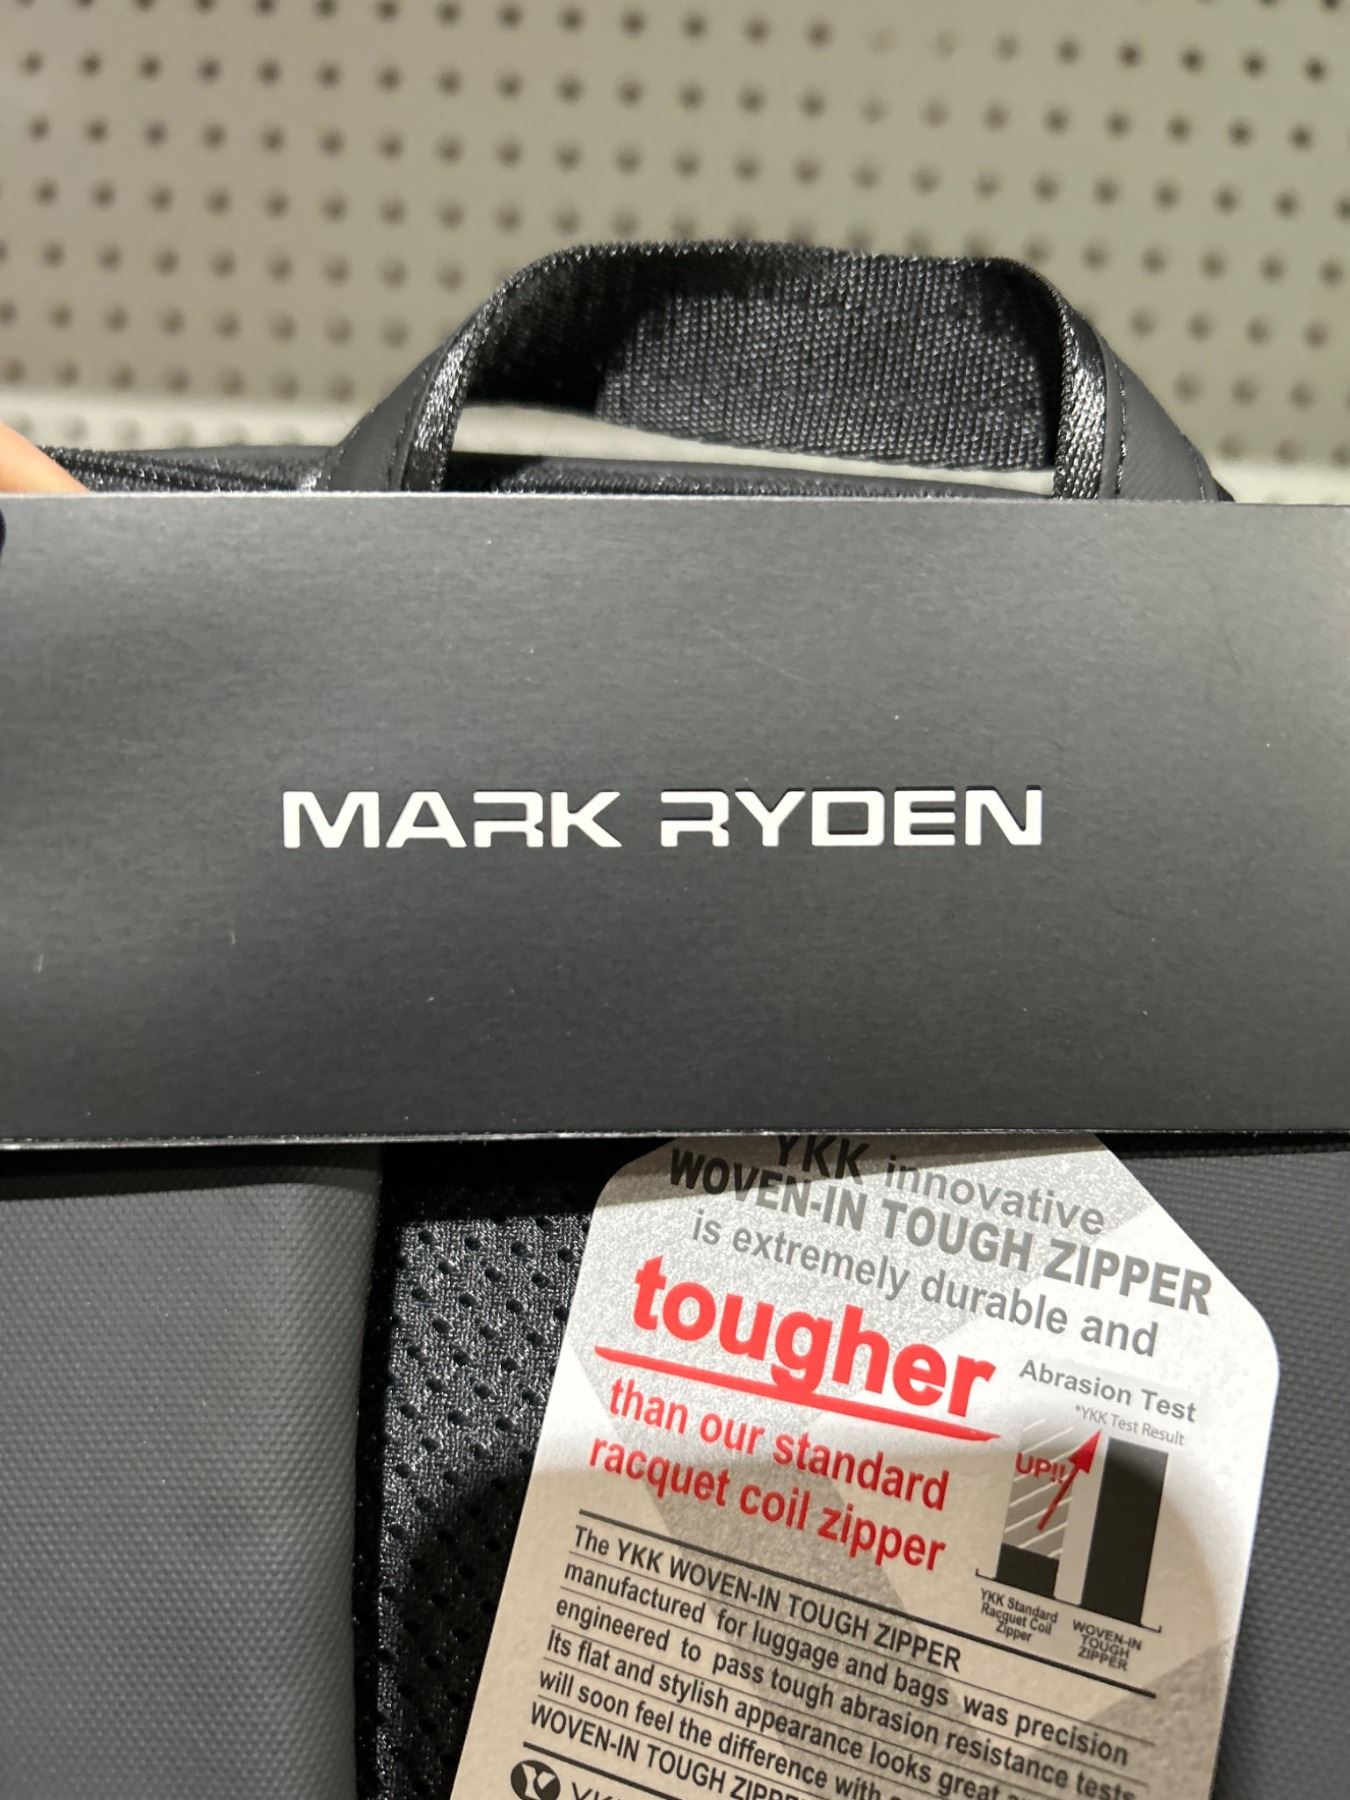 MARK RYDEN
YKK innovative
WOVEN-IN TOUGH ZIPPER
is extremely durable and
tougher
than our standard
racquet coil zipper
Abrasion Test
*YKK Test Result
UP!!
YKK Standard
Racquet Coil
Zipper
WOVEN-IN
TOUGH
ZIPPER
The YKK WOVEN-IN TOUGH ZIPPER
manufactured for luggage and bags was precision
engineered to pass tough abrasion resistance tests
Its flat and stylish appearance looks great
will soon feel the difference with
WOVEN-IN TOUGH